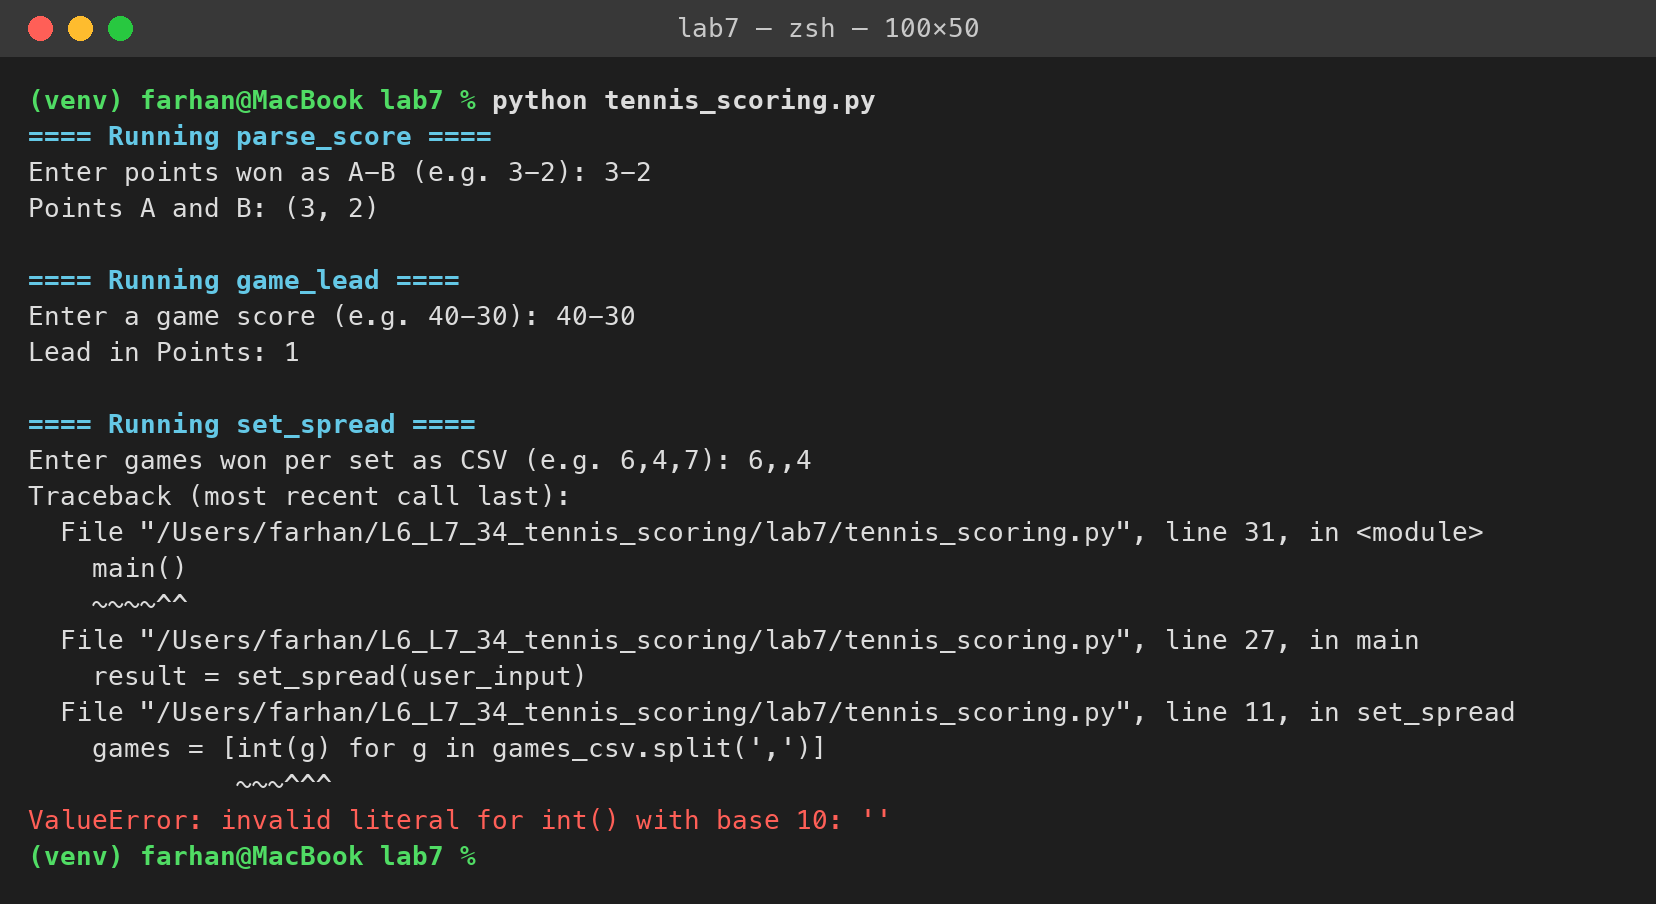 lab7 — zsh — 100×50
(venv) farhan@MacBook lab7 % python tennis_scoring.py
==== Running parse_score ====
Enter points won as A-B (e.g. 3-2): 3-2
Points A and B: (3, 2)

==== Running game_lead ====
Enter a game score (e.g. 40-30): 40-30
Lead in Points: 1

==== Running set_spread ====
Enter games won per set as CSV (e.g. 6,4,7): 6,,4
Traceback (most recent call last):
  File "/Users/farhan/L6_L7_34_tennis_scoring/lab7/tennis_scoring.py", line 31, in <module>
    main()
    ~~~~^^
  File "/Users/farhan/L6_L7_34_tennis_scoring/lab7/tennis_scoring.py", line 27, in main
    result = set_spread(user_input)
  File "/Users/farhan/L6_L7_34_tennis_scoring/lab7/tennis_scoring.py", line 11, in set_spread
    games = [int(g) for g in games_csv.split(',')]
             ~~~^^^
ValueError: invalid literal for int() with base 10: ''
(venv) farhan@MacBook lab7 %